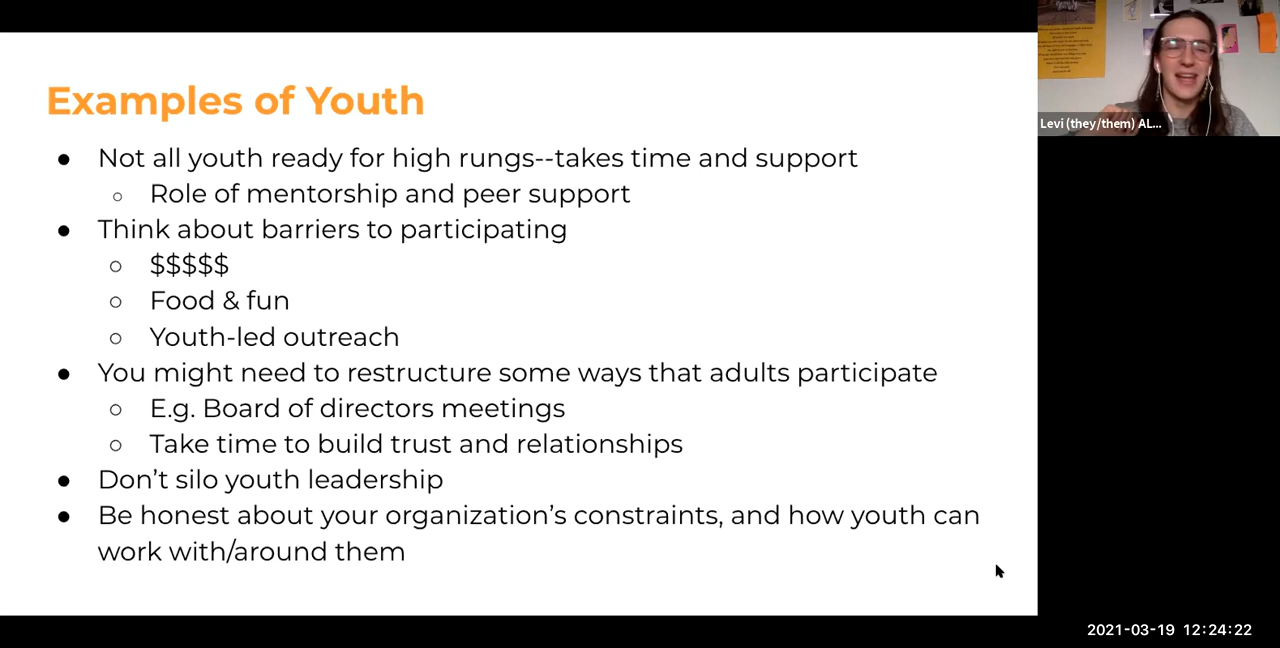 Examples of Youth
● Not all youth ready for high rungs--takes time and support
○ Role of mentorship and peer support
● Think about barriers to participating
○ $$$$$
○ Food & fun
○ Youth-led outreach
● You might need to restructure some ways that adults participate
○ E.g. Board of directors meetings
○ Take time to build trust and relationships
● Don’t silo youth leadership
● Be honest about your organization’s constraints, and how youth can
work with/around them
Levi (they/them) AL...
2021-03-19 12:24:22